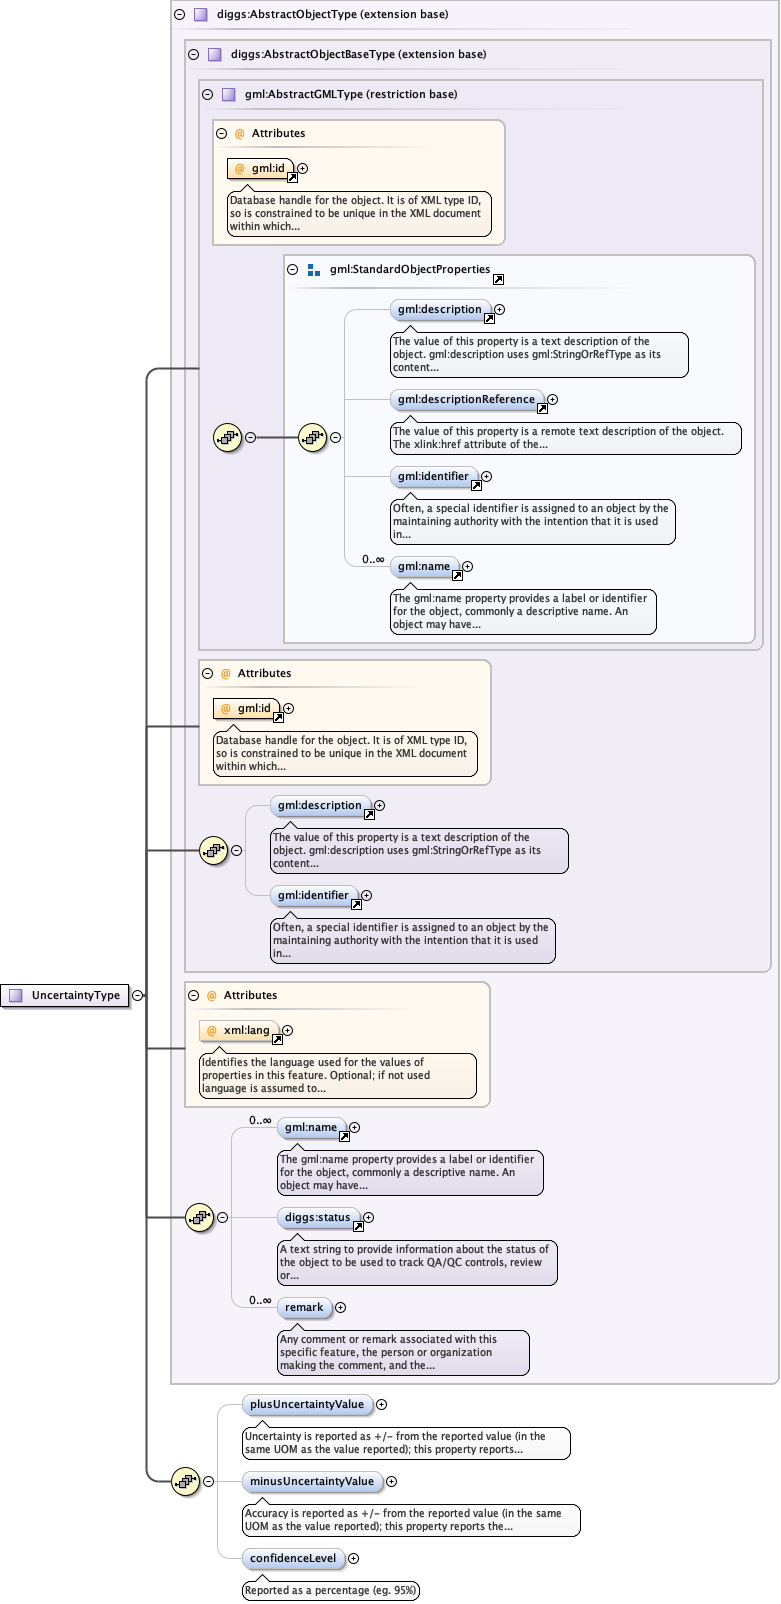 diggs:AbstractObjectType (extension base)
diggs:AbstractObjectBaseType (extension base)
gml:AbstractGMLType (restriction base)
@ Attributes
@ gml:id
Database handle for the object. It is of XML type ID,
so is constrained to be unique in the XML document
within which...
gml:StandardObjectProperties
gml:description
The value of this property is a text description of the
object. gml:description uses gml:StringOrRefType as its
content...
gml:descriptionReference
The value of this property is a remote text description of the object.
The xlink:href attribute of the...
gml:identifier
Often, a special identifier is assigned to an object by the
maintaining authority with the intention that it is used
in...
0..∞
gml:name
The gml:name property provides a label or identifier
for the object, commonly a descriptive name. An
object may have...
@ Attributes
@ gml:id
Database handle for the object. It is of XML type ID,
so is constrained to be unique in the XML document
within which...
gml:description
The value of this property is a text description of the
object. gml:description uses gml:StringOrRefType as its
content...
gml:identifier
Often, a special identifier is assigned to an object by the
maintaining authority with the intention that it is used
in...
UncertaintyType
@ Attributes
@ xml:lang
Identifies the language used for the values of
properties in this feature. Optional; if not used
language is assumed to...
0..∞
gml:name
The gml:name property provides a label or identifier
for the object, commonly a descriptive name. An
object may have...
diggs:status
A text string to provide information about the status of
the object to be used to track QA/QC controls, review
or...
0..∞
remark
Any comment or remark associated with this
specific feature, the person or organization
making the comment, and the...
plusUncertaintyValue
Uncertainty is reported as +/- from the reported value (in the
same UOM as the value reported); this property reports...
minusUncertaintyValue
Accuracy is reported as +/- from the reported value (in the same
UOM as the value reported); this property reports the...
confidenceLevel
Reported as a percentage (eg. 95%)